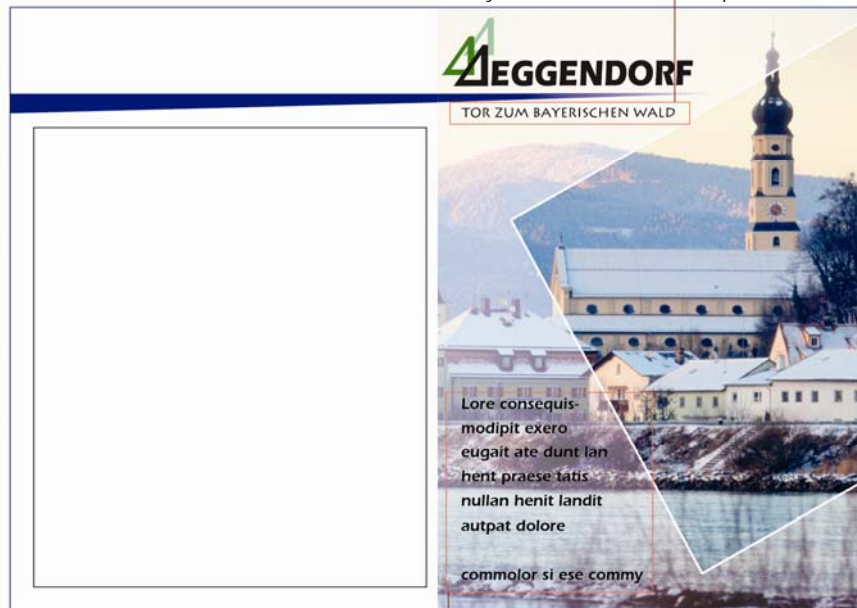 DEGGENDORF
TOR ZUM BAYERISCHEN WALD
Lore consequis-
modipit exero
eugait ate dunt lan
hent praese tatis
nullan henit landit
autpat dolore
commolor si ese commy